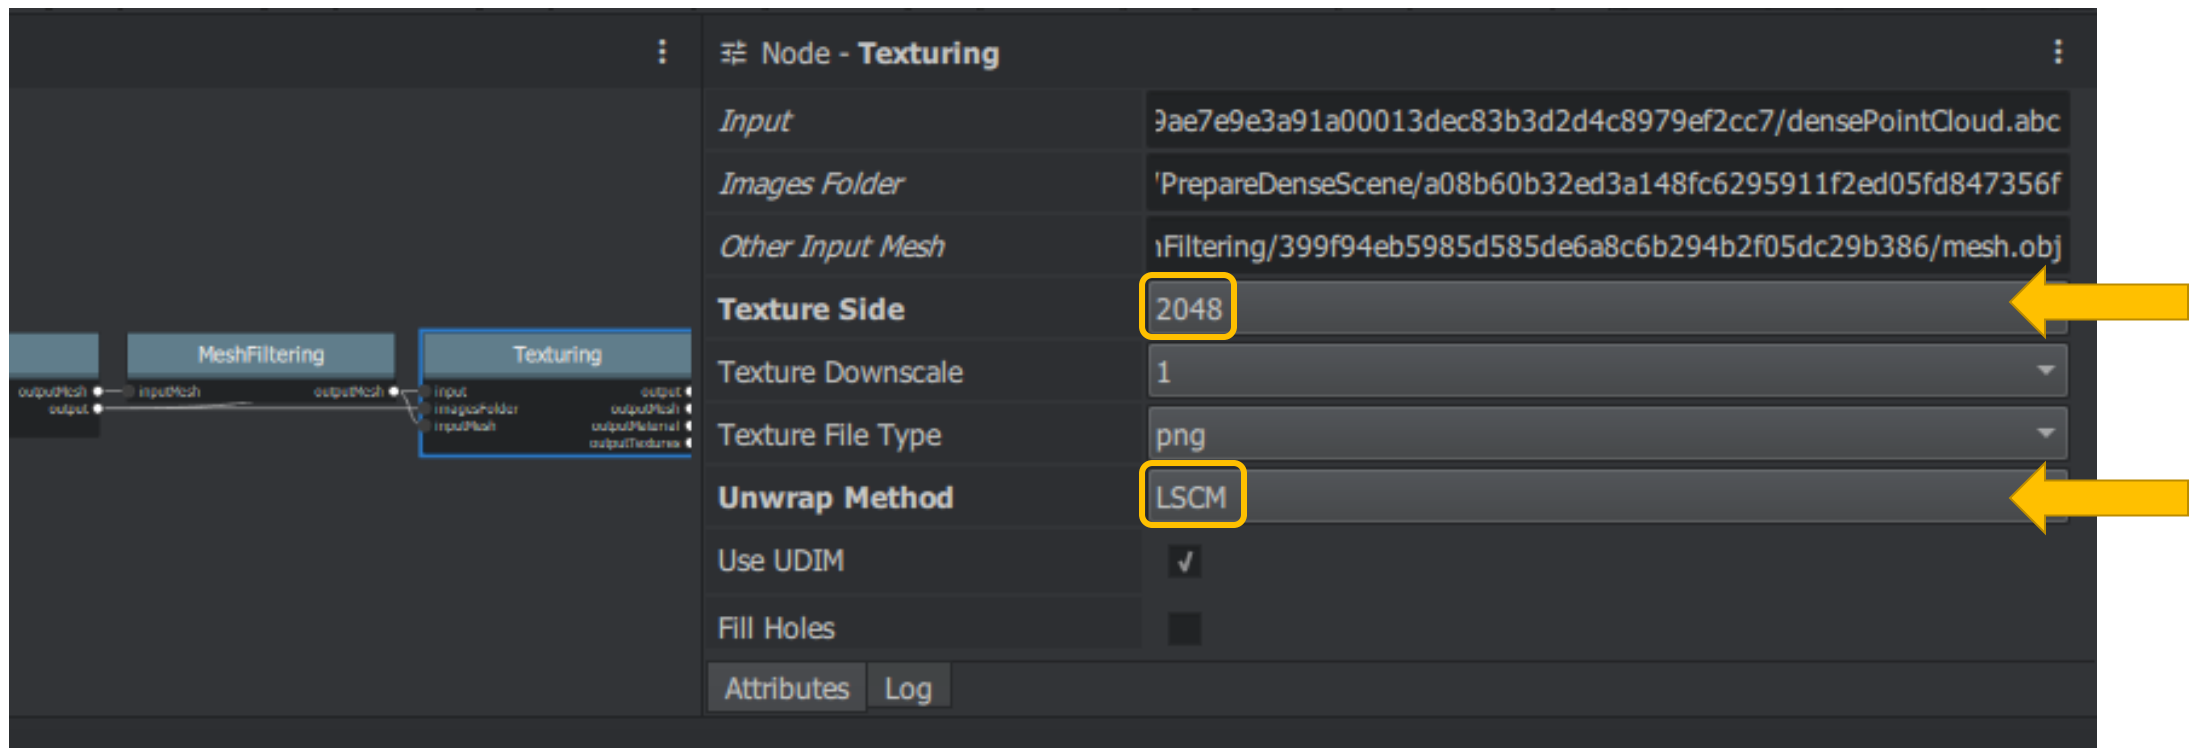 Node - Texturing
Input 9ae7e9e3a91a00013dec83b3d2d4c8979ef2cc7/densePointCloud.abc
Images Folder /PrepareDenseScene/a08b60b32ed3a148fc6295911f2ed05fd847356f
Other Input Mesh hFiltering/399f94eb5985d585de6a8c6b294b2f05dc29b386/mesh.obj
Texture Side 2048
Texture Downscale 1
Texture File Type png
Unwrap Method LSCM
Use UDIM
Fill Holes
Attributes Log
MeshFiltering
Texturing
outputMesh
output
inputMesh outputMesh
input output
imagesFolder outputMesh
inputMesh outputMaterial
outputTextures